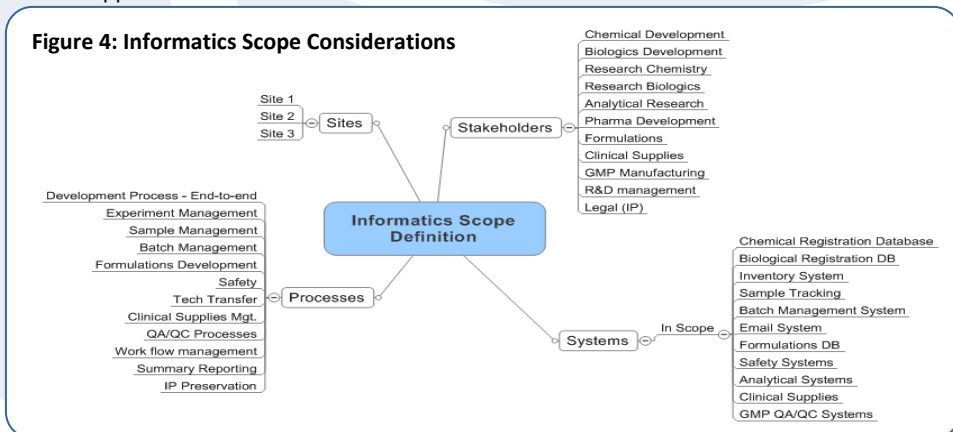 Figure 4: Informatics Scope Considerations
Site 1
Site 2
Site 3
Sites
Stakeholders
Chemical Development
Biologics Development
Research Chemistry
Research Biologics
Analytical Research
Pharma Development
Formulations
Clinical Supplies
GMP Manufacturing
R&D management
Legal (IP)
Informatics Scope
Definition
Development Process - End-to-end
Experiment Management
Sample Management
Batch Management
Formulations Development
Safety
Tech Transfer
Clinical Supplies Mgt.
QA/QC Processes
Work flow management
Summary Reporting
IP Preservation
Processes
Systems
In Scope
Chemical Registration Database
Biological Registration DB
Inventory System
Sample Tracking
Batch Management System
Email System
Formulations DB
Safety Systems
Analytical Systems
Clinical Supplies
GMP QA/QC Systems